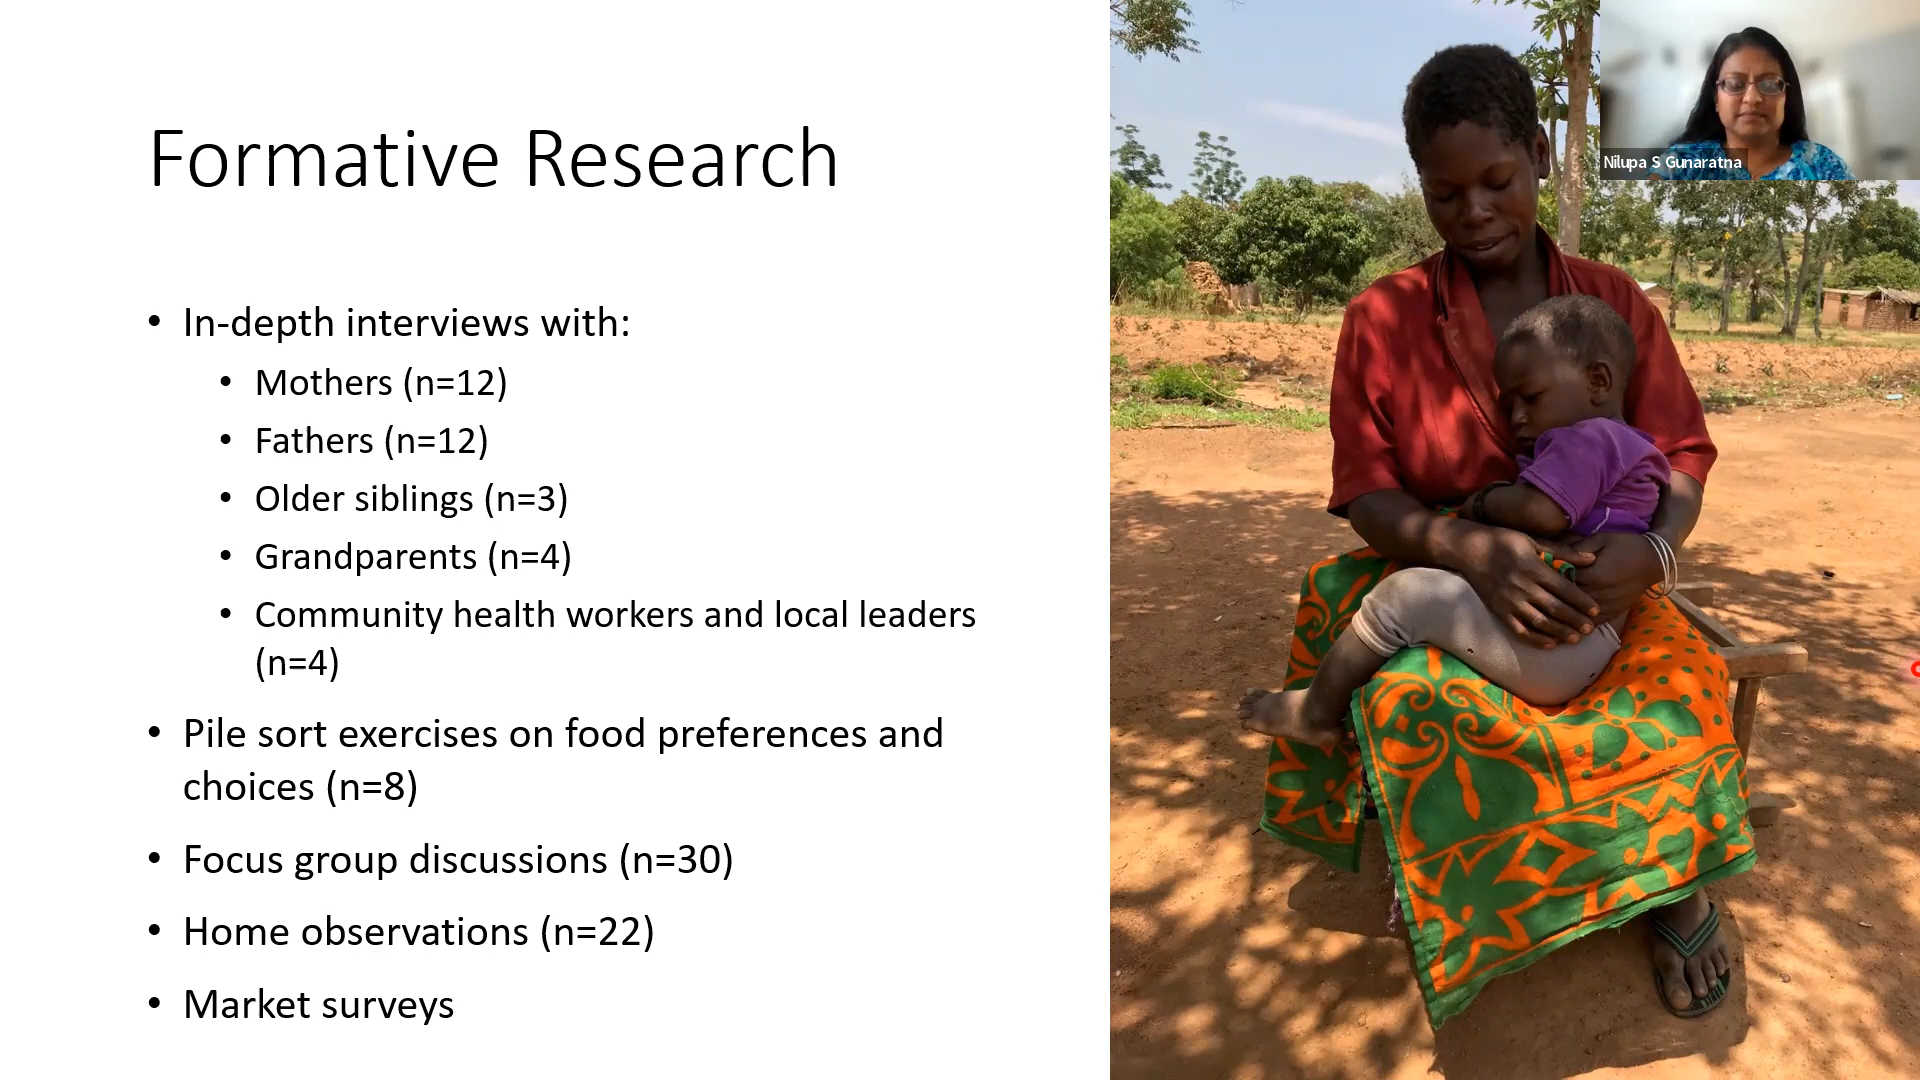 Formative Research
• In-depth interviews with:
• Mothers (n=12)
• Fathers (n=12)
• Older siblings (n=3)
• Grandparents (n=4)
• Community health workers and local leaders
(n=4)
• Pile sort exercises on food preferences and
choices (n=8)
• Focus group discussions (n=30)
• Home observations (n=22)
• Market surveys
Nilupa S Gunaratna